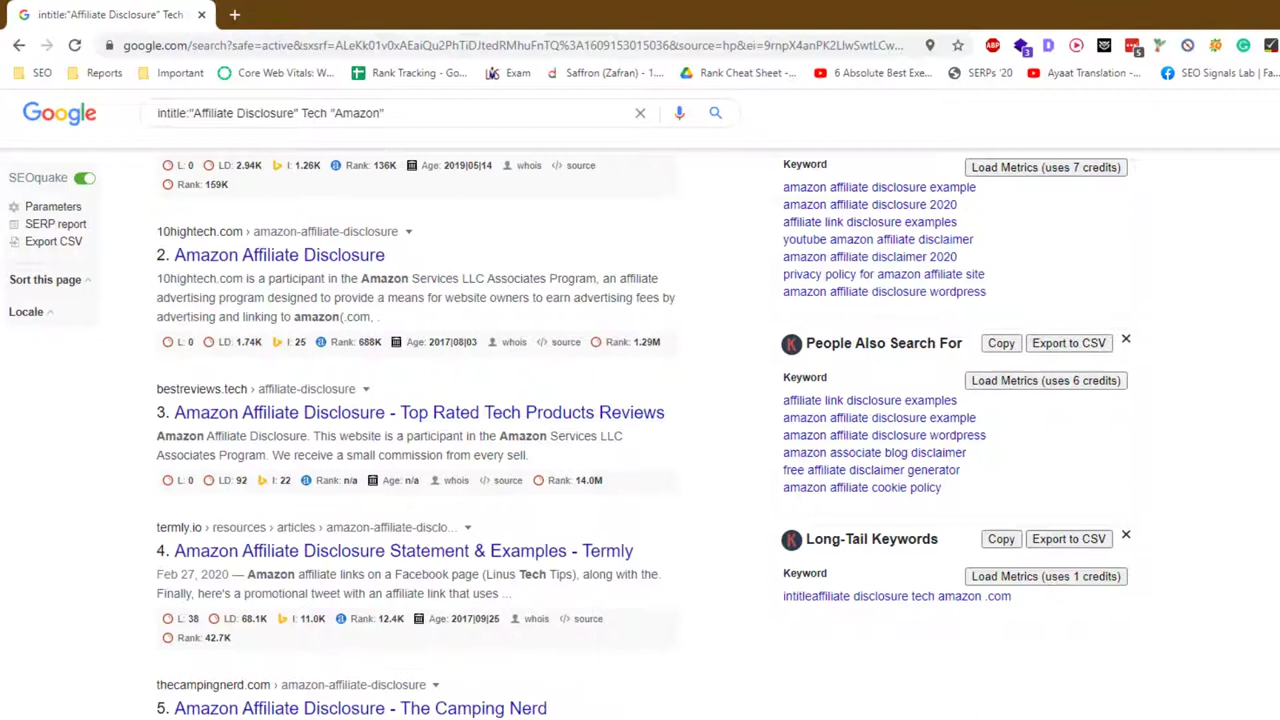 intitle:"Affiliate Disclosure" Tech
google.com/search?safe=active&sxsrf=ALeKk01v0xAEaiQu2PhTiDJtedRMhuFnTQ%3A1609153015036&source=hp&ei=9rnpX4anPK2LlwSwtLCw...
ABP
3
5
SEO
Reports
Important
Core Web Vitals: W...
Rank Tracking - Go...
Exam
Saffron (Zafran) - 1....
Rank Cheat Sheet -...
6 Absolute Best Exe...
SERPs '20
Ayaat Translation -...
SEO Signals Lab | Fa...
Google
intitle:"Affiliate Disclosure" Tech "Amazon"
SEOquake
Parameters
SERP report
Export CSV
Sort this page
Locale
L: 0 LD: 2.94K I: 1.26K Rank: 136K Age: 2019|05|14 whois source
Rank: 159K
10hightech.com › amazon-affiliate-disclosure
2. Amazon Affiliate Disclosure
10hightech.com is a participant in the Amazon Services LLC Associates Program, an affiliate
advertising program designed to provide a means for website owners to earn advertising fees by
advertising and linking to amazon(.com, .
L: 0 LD: 1.74K I: 25 Rank: 688K Age: 2017|08|03 whois source Rank: 1.29M
bestreviews.tech › affiliate-disclosure
3. Amazon Affiliate Disclosure - Top Rated Tech Products Reviews
Amazon Affiliate Disclosure. This website is a participant in the Amazon Services LLC
Associates Program. We receive a small commission from every sell.
L: 0 LD: 92 I: 22 Rank: n/a Age: n/a whois source Rank: 14.0M
termly.io › resources › articles › amazon-affiliate-disclo...
4. Amazon Affiliate Disclosure Statement & Examples - Termly
Feb 27, 2020 — Amazon affiliate links on a Facebook page (Linus Tech Tips), along with the.
Finally, here's a promotional tweet with an affiliate link that uses ...
L: 38 LD: 68.1K I: 11.0K Rank: 12.4K Age: 2017|09|25 whois source
Rank: 42.7K
thecampingnerd.com › amazon-affiliate-disclosure
5. Amazon Affiliate Disclosure - The Camping Nerd
Keyword
Load Metrics (uses 7 credits)
amazon affiliate disclosure example
amazon affiliate disclosure 2020
affiliate link disclosure examples
youtube amazon affiliate disclaimer
amazon affiliate disclaimer 2020
privacy policy for amazon affiliate site
amazon affiliate disclosure wordpress
K People Also Search For
Copy
Export to CSV
Keyword
Load Metrics (uses 6 credits)
affiliate link disclosure examples
amazon affiliate disclosure example
amazon affiliate disclosure wordpress
amazon associate blog disclaimer
free affiliate disclaimer generator
amazon affiliate cookie policy
K Long-Tail Keywords
Copy
Export to CSV
Keyword
Load Metrics (uses 1 credits)
intitleaffiliate disclosure tech amazon .com